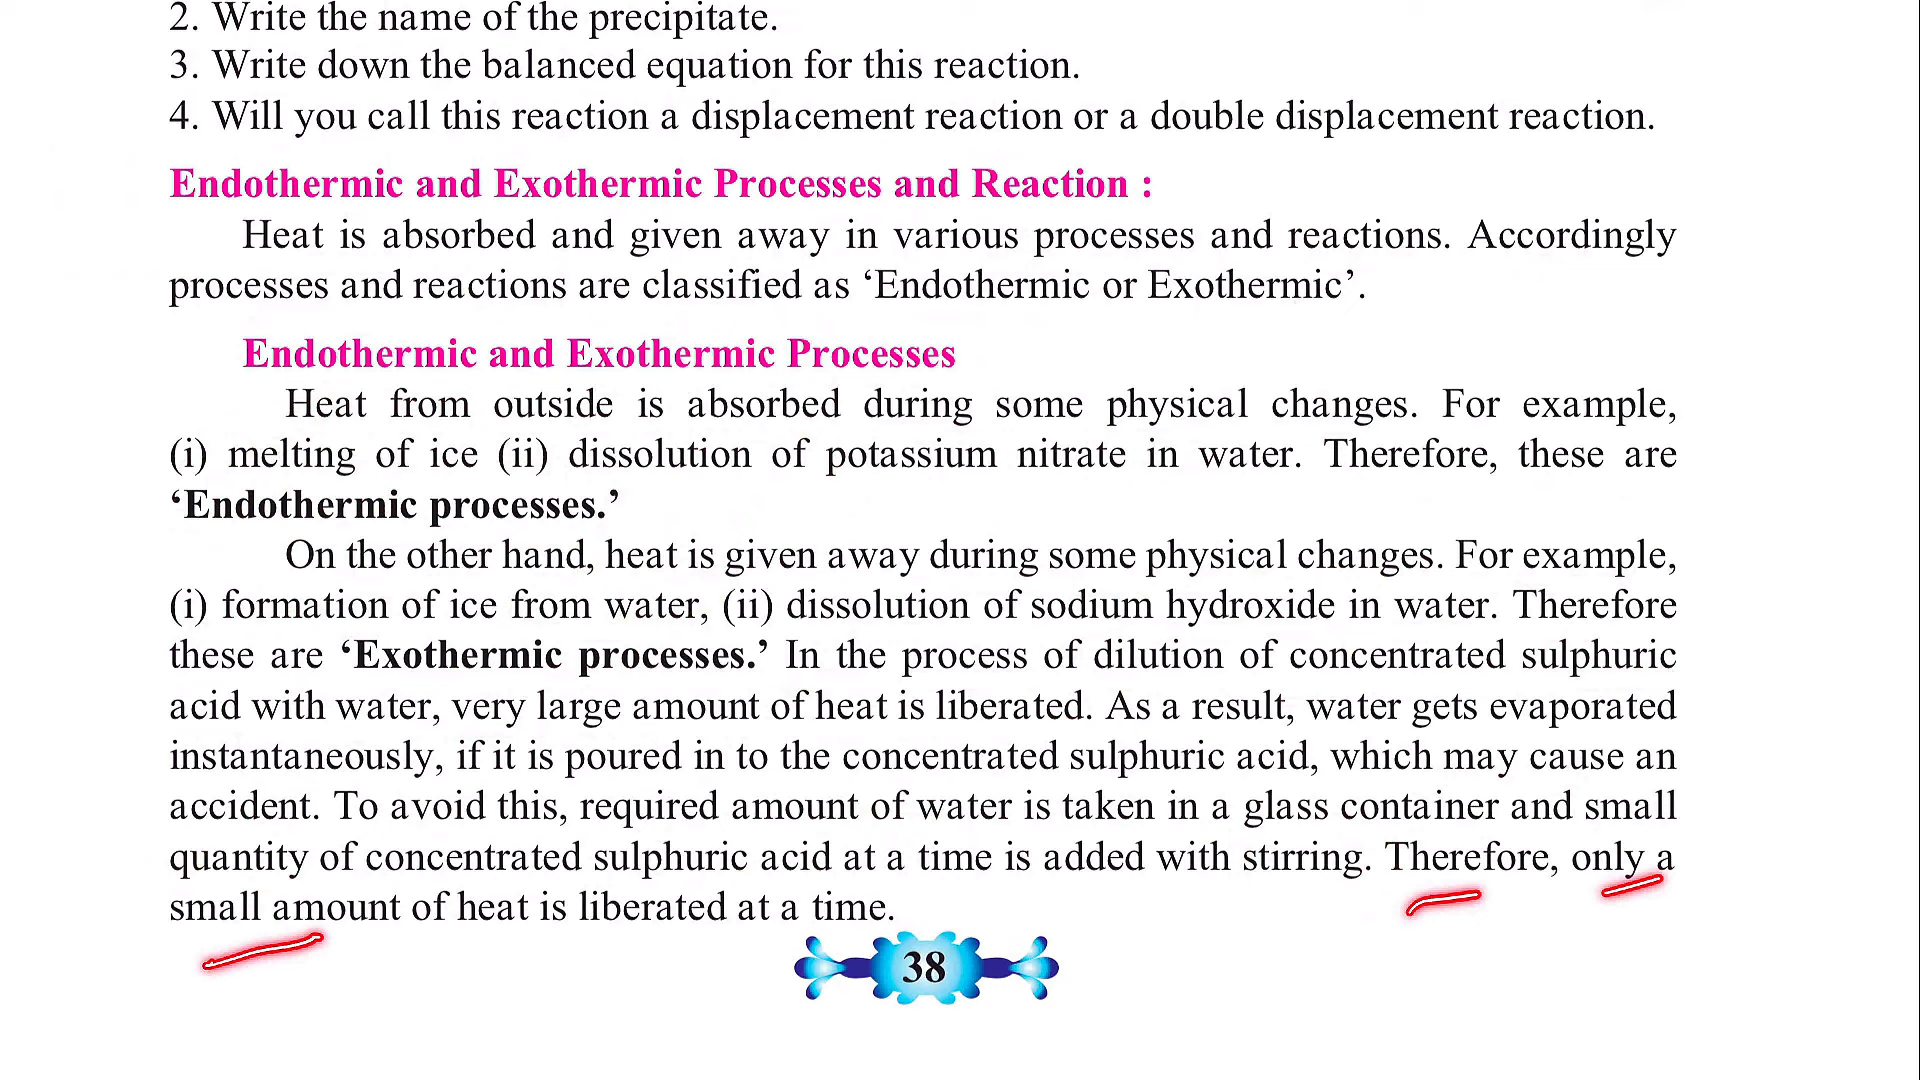 2. Write the name of the precipitate.
3. Write down the balanced equation for this reaction.
4. Will you call this reaction a displacement reaction or a double displacement reaction.
Endothermic and Exothermic Processes and Reaction :
Heat is absorbed and given away in various processes and reactions. Accordingly
processes and reactions are classified as ‘Endothermic or Exothermic’.
Endothermic and Exothermic Processes
Heat from outside is absorbed during some physical changes. For example,
(i) melting of ice (ii) dissolution of potassium nitrate in water. Therefore, these are
‘Endothermic processes.’
On the other hand, heat is given away during some physical changes. For example,
(i) formation of ice from water, (ii) dissolution of sodium hydroxide in water. Therefore
these are ‘Exothermic processes.’ In the process of dilution of concentrated sulphuric
acid with water, very large amount of heat is liberated. As a result, water gets evaporated
instantaneously, if it is poured in to the concentrated sulphuric acid, which may cause an
accident. To avoid this, required amount of water is taken in a glass container and small
quantity of concentrated sulphuric acid at a time is added with stirring. Therefore, only a
small amount of heat is liberated at a time.
38